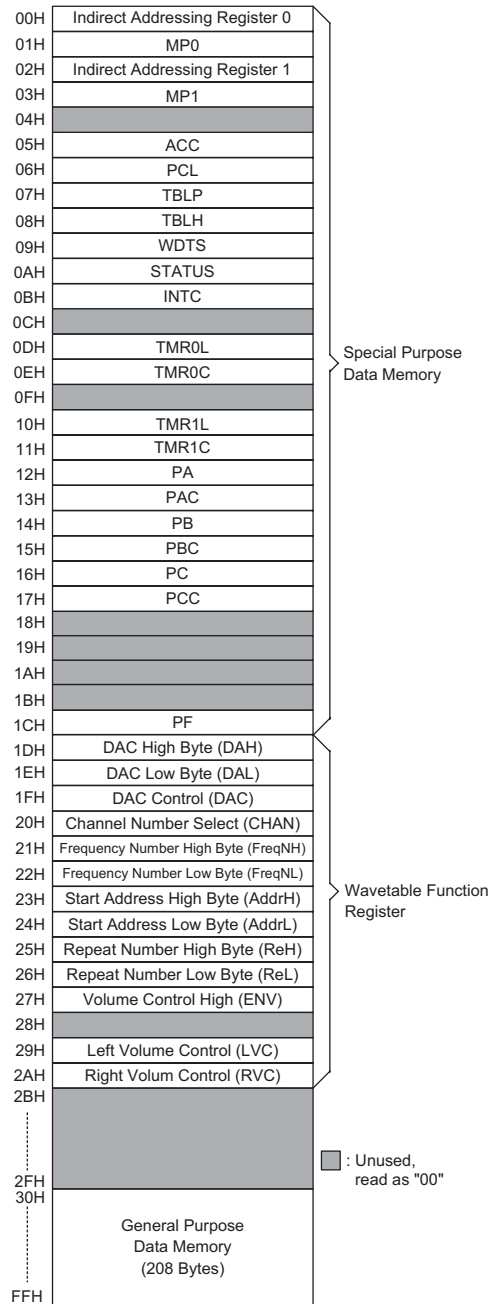 00H Indirect Addressing Register 0
01H MP0
02H Indirect Addressing Register 1
03H MP1
04H
05H ACC
06H PCL
07H TBLP
08H TBLH
09H WDTS
0AH STATUS
0BH INTC
0CH
0DH TMR0L
0EH TMR0C
0FH
10H TMR1L
11H TMR1C
12H PA
13H PAC
14H PB
15H PBC
16H PC
17H PCC
18H
19H
1AH
1BH
1CH PF
Special Purpose
Data Memory
1DH DAC High Byte (DAH)
1EH DAC Low Byte (DAL)
1FH DAC Control (DAC)
20H Channel Number Select (CHAN)
21H Frequency Number High Byte (FreqNH)
22H Frequency Number Low Byte (FreqNL)
23H Start Address High Byte (AddrH)
24H Start Address Low Byte (AddrL)
25H Repeat Number High Byte (ReH)
26H Repeat Number Low Byte (ReL)
27H Volume Control High (ENV)
28H
29H Left Volume Control (LVC)
2AH Right Volum Control (RVC)
Wavetable Function
Register
2BH
2FH
: Unused,
read as "00"
30H
General Purpose
Data Memory
(208 Bytes)
FFH